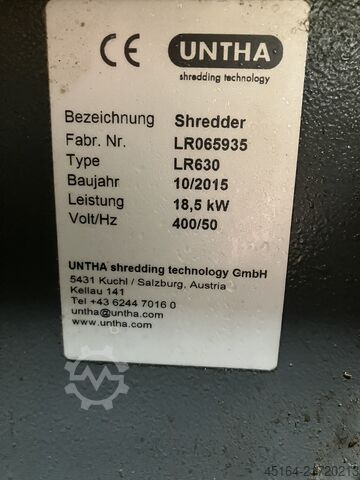 CE UNTHA
shredding technology
Bezeichnung Shredder
Fabr. Nr. LR065935
Type LR630
Baujahr 10/2015
Leistung 18,5 kW
Volt/Hz 400/50
UNTHA shredding technology GmbH
5431 Kuchl / Salzburg, Austria
Kellau 141
Tel +43 6244 7016 0
untha@untha.com
www.untha.com